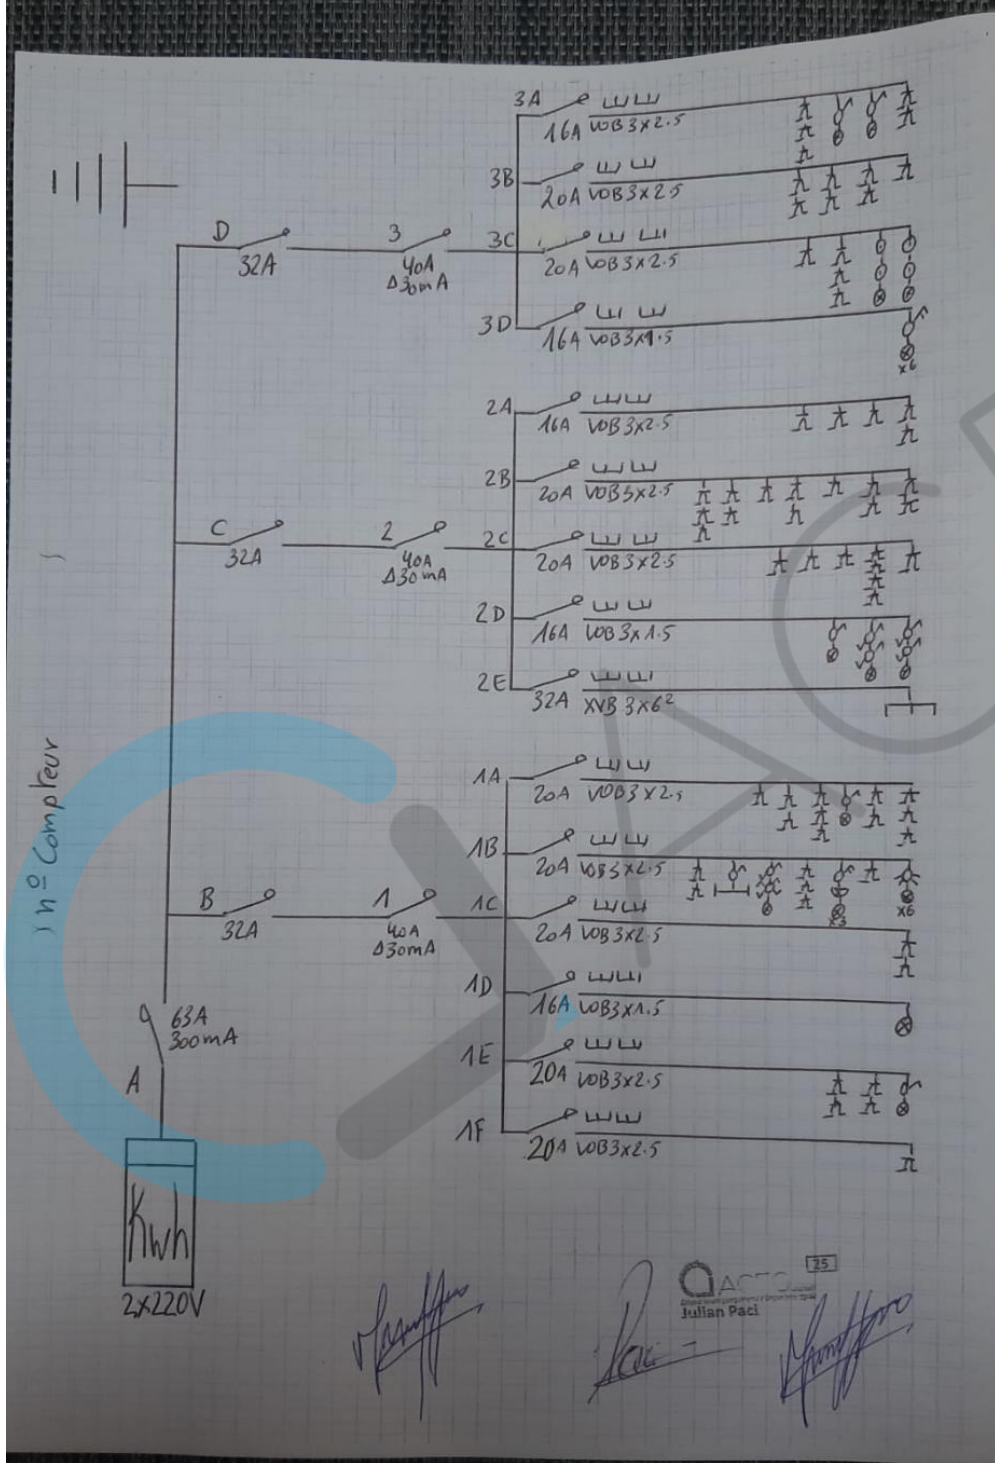 3A
16A VOB 3x2.5
3B
20A VOB 3x2.5
D
32A
3
40A
Δ30mA
3C
20A VOB 3x2.5
3D
16A VOB 3x1.5
x6
2A
16A VOB 3x2.5
2B
20A VOB 3x2.5
C
32A
2
40A
Δ30mA
2C
20A VOB 3x2.5
2D
16A VOB 3x1.5
2E
32A XVB 3x6²
n° Compteur
1A
20A VOB 3x2.5
1B
20A VOB 3x2.5
x3
x6
B
32A
1
40A
Δ30mA
1C
20A VOB 3x2.5
1D
16A VOB 3x1.5
63A
300mA
A
1E
20A VOB 3x2.5
1F
20A VOB 3x2.5
Kwh
2x220V
25
ACTO
Julian Paci